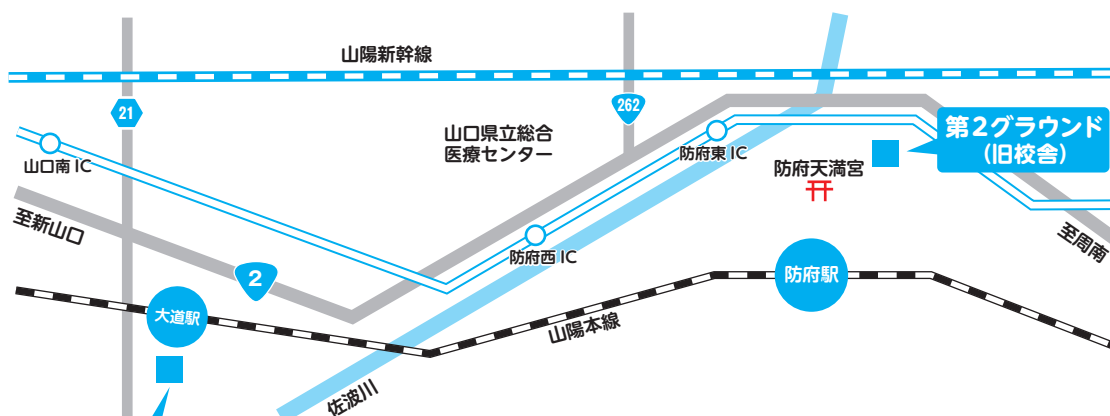 山陽新幹線
21
262
山口県立総合
医療センター
山口南 IC
防府東 IC
第2グラウンド
(旧校舎)
防府天満宮
至新山口
防府西 IC
至周南
2
防府駅
大道駅
山陽本線
佐波川